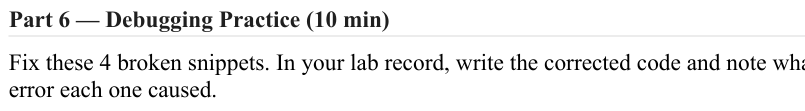 Part 6 — Debugging Practice (10 min)
Fix these 4 broken snippets. In your lab record, write the corrected code and note
error each one caused.